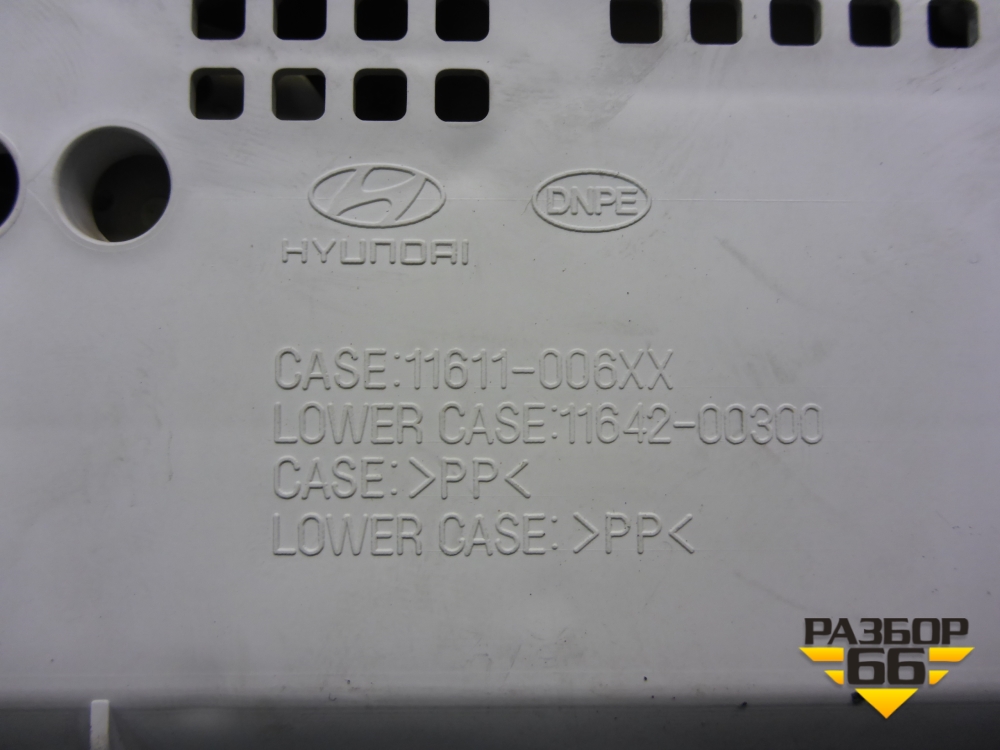 HYUNDAI
DNPE
CASE:11611-006XX
LOWER CASE:11642-00300
CASE: >PP<
LOWER CASE: >PP<
РАЗБОР
66